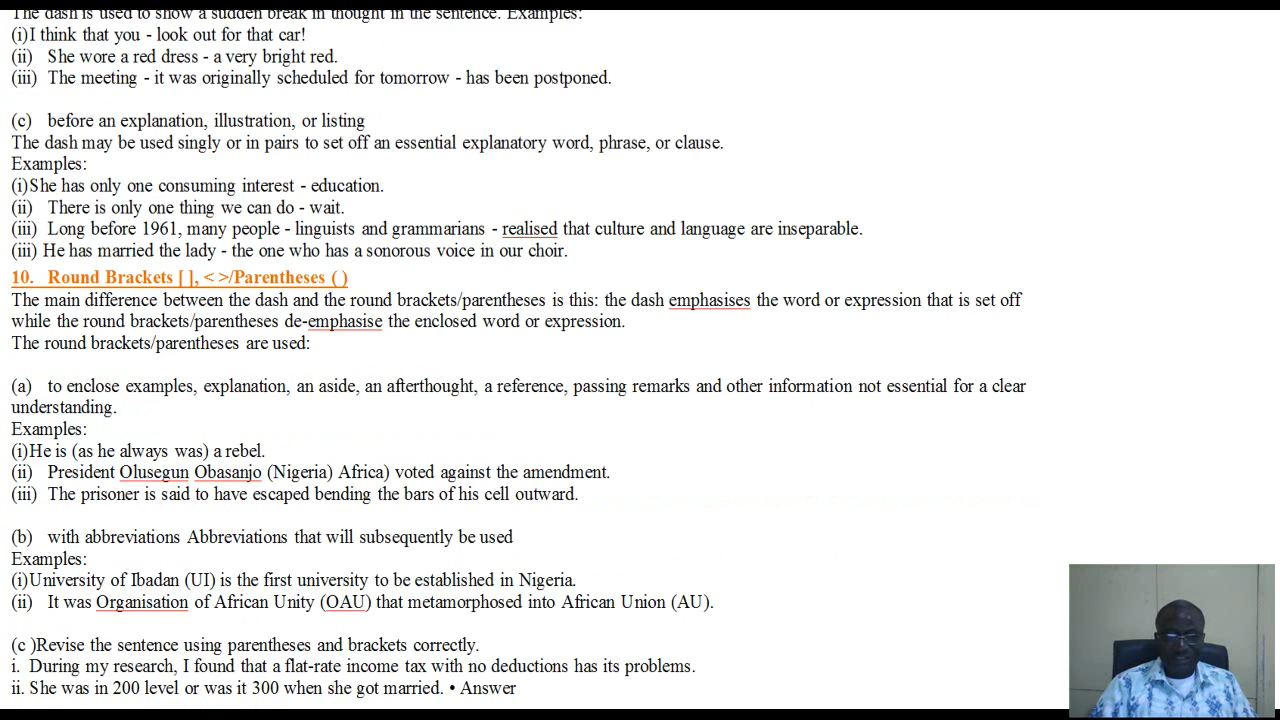 The dash is used to show a sudden break in thought in the sentence. Examples:
(i)I think that you - look out for that car!
(ii) She wore a red dress - a very bright red.
(iii) The meeting - it was originally scheduled for tomorrow - has been postponed.
(c) before an explanation, illustration, or listing
The dash may be used singly or in pairs to set off an essential explanatory word, phrase, or clause.
Examples:
(i)She has only one consuming interest - education.
(ii) There is only one thing we can do - wait.
(iii) Long before 1961, many people - linguists and grammarians - realised that culture and language are inseparable.
(iii) He has married the lady - the one who has a sonorous voice in our choir.
10. Round Brackets [ ], < >/Parentheses ( )
The main difference between the dash and the round brackets/parentheses is this: the dash emphasises the word or expression that is set off
while the round brackets/parentheses de-emphasise the enclosed word or expression.
The round brackets/parentheses are used:
(a) to enclose examples, explanation, an aside, an afterthought, a reference, passing remarks and other information not essential for a clear
understanding.
Examples:
(i)He is (as he always was) a rebel.
(ii) President Olusegun Obasanjo (Nigeria) Africa) voted against the amendment.
(iii) The prisoner is said to have escaped bending the bars of his cell outward.
(b) with abbreviations Abbreviations that will subsequently be used
Examples:
(i)University of Ibadan (UI) is the first university to be established in Nigeria.
(ii) It was Organisation of African Unity (OAU) that metamorphosed into African Union (AU).
(c )Revise the sentence using parentheses and brackets correctly.
i. During my research, I found that a flat-rate income tax with no deductions has its problems.
ii. She was in 200 level or was it 300 when she got married. • Answer